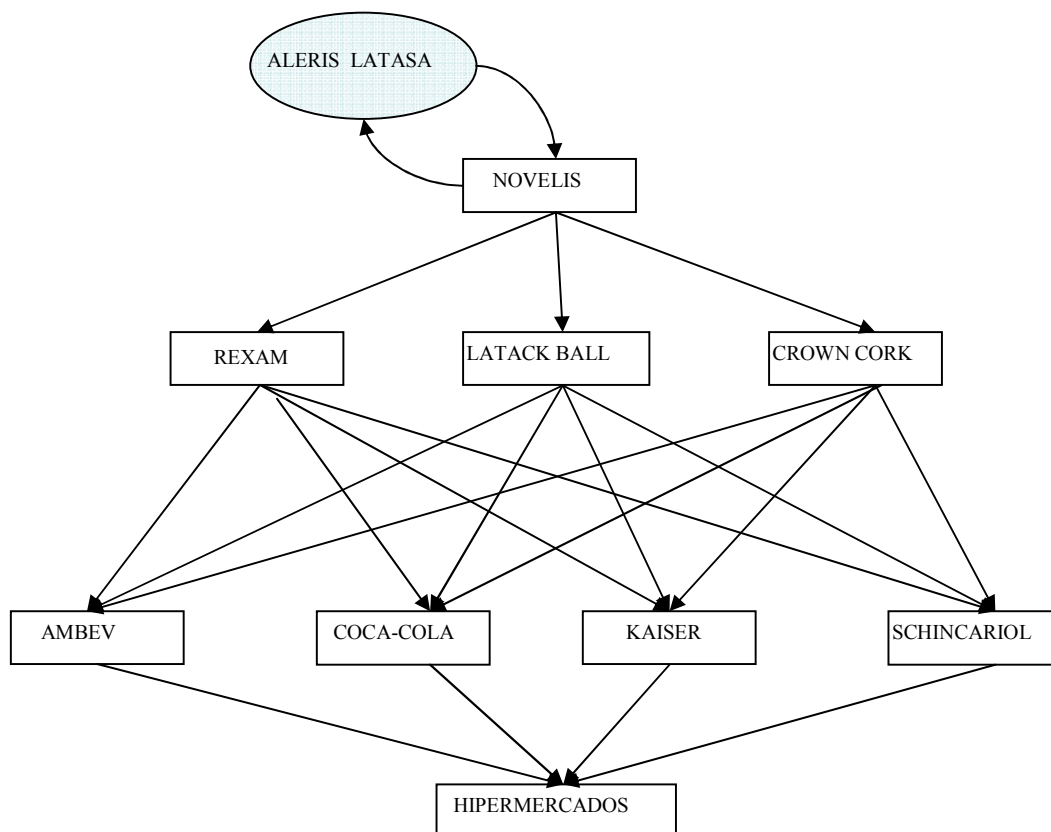 ALERIS LATASA
NOVELIS
REXAM
LATACK BALL
CROWN CORK
AMBEV
COCA-COLA
KAISER
SCHINCARIOL
HIPERMERCADOS